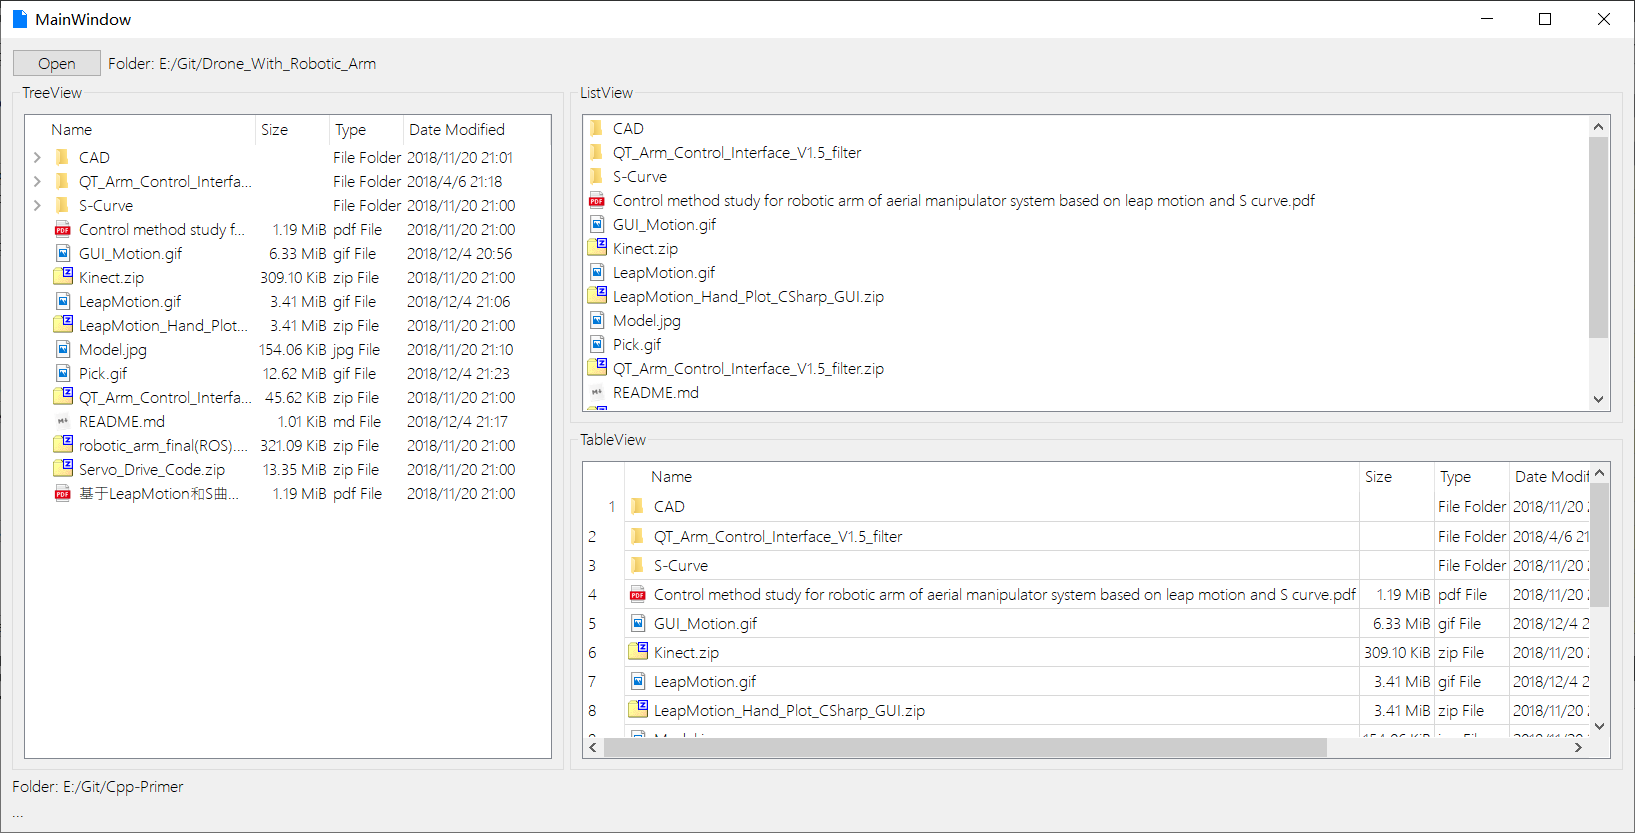 MainWindow
Open Folder: E:/Git/Drone_With_Robotic_Arm
TreeView
Name Size Type Date Modified
CAD File Folder 2018/11/20 21:01
QT_Arm_Control_Interfa... File Folder 2018/4/6 21:18
S-Curve File Folder 2018/11/20 21:00
Control method study f... 1.19 MiB pdf File 2018/11/20 21:00
GUI_Motion.gif 6.33 MiB gif File 2018/12/4 20:56
Kinect.zip 309.10 KiB zip File 2018/11/20 21:00
LeapMotion.gif 3.41 MiB gif File 2018/12/4 21:06
LeapMotion_Hand_Plot... 3.41 MiB zip File 2018/11/20 21:00
Model.jpg 154.06 KiB jpg File 2018/11/20 21:10
Pick.gif 12.62 MiB gif File 2018/12/4 21:23
QT_Arm_Control_Interfa... 45.62 KiB zip File 2018/11/20 21:00
README.md 1.01 KiB md File 2018/12/4 21:17
robotic_arm_final(ROS).... 321.09 KiB zip File 2018/11/20 21:00
Servo_Drive_Code.zip 13.35 MiB zip File 2018/11/20 21:00
基于LeapMotion和S曲... 1.19 MiB pdf File 2018/11/20 21:00
ListView
CAD
QT_Arm_Control_Interface_V1.5_filter
S-Curve
Control method study for robotic arm of aerial manipulator system based on leap motion and S curve.pdf
GUI_Motion.gif
Kinect.zip
LeapMotion.gif
LeapMotion_Hand_Plot_CSharp_GUI.zip
Model.jpg
Pick.gif
QT_Arm_Control_Interface_V1.5_filter.zip
README.md
TableView
Name Size Type Date Modif
1 CAD File Folder 2018/11/20
2 QT_Arm_Control_Interface_V1.5_filter File Folder 2018/4/6 21
3 S-Curve File Folder 2018/11/20
4 Control method study for robotic arm of aerial manipulator system based on leap motion and S curve.pdf 1.19 MiB pdf File 2018/11/20
5 GUI_Motion.gif 6.33 MiB gif File 2018/12/4 2
6 Kinect.zip 309.10 KiB zip File 2018/11/20
7 LeapMotion.gif 3.41 MiB gif File 2018/12/4 2
8 LeapMotion_Hand_Plot_CSharp_GUI.zip 3.41 MiB zip File 2018/11/20
Folder: E:/Git/Cpp-Primer
...